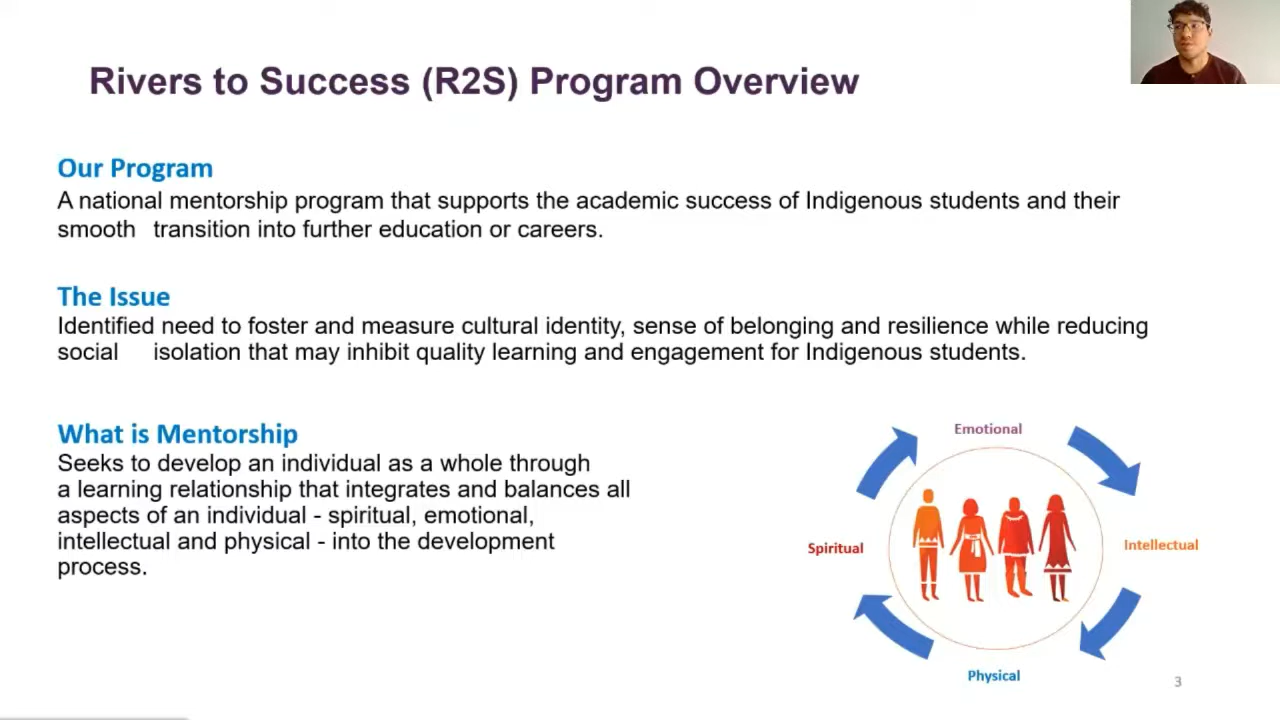 Rivers to Success (R2S) Program Overview
Our Program
A national mentorship program that supports the academic success of Indigenous students and their
smooth transition into further education or careers.
The Issue
Identified need to foster and measure cultural identity, sense of belonging and resilience while reducing
social isolation that may inhibit quality learning and engagement for Indigenous students.
What is Mentorship
Seeks to develop an individual as a whole through
a learning relationship that integrates and balances all
aspects of an individual - spiritual, emotional,
intellectual and physical - into the development
process.
Emotional
Spiritual
Intellectual
Physical
3